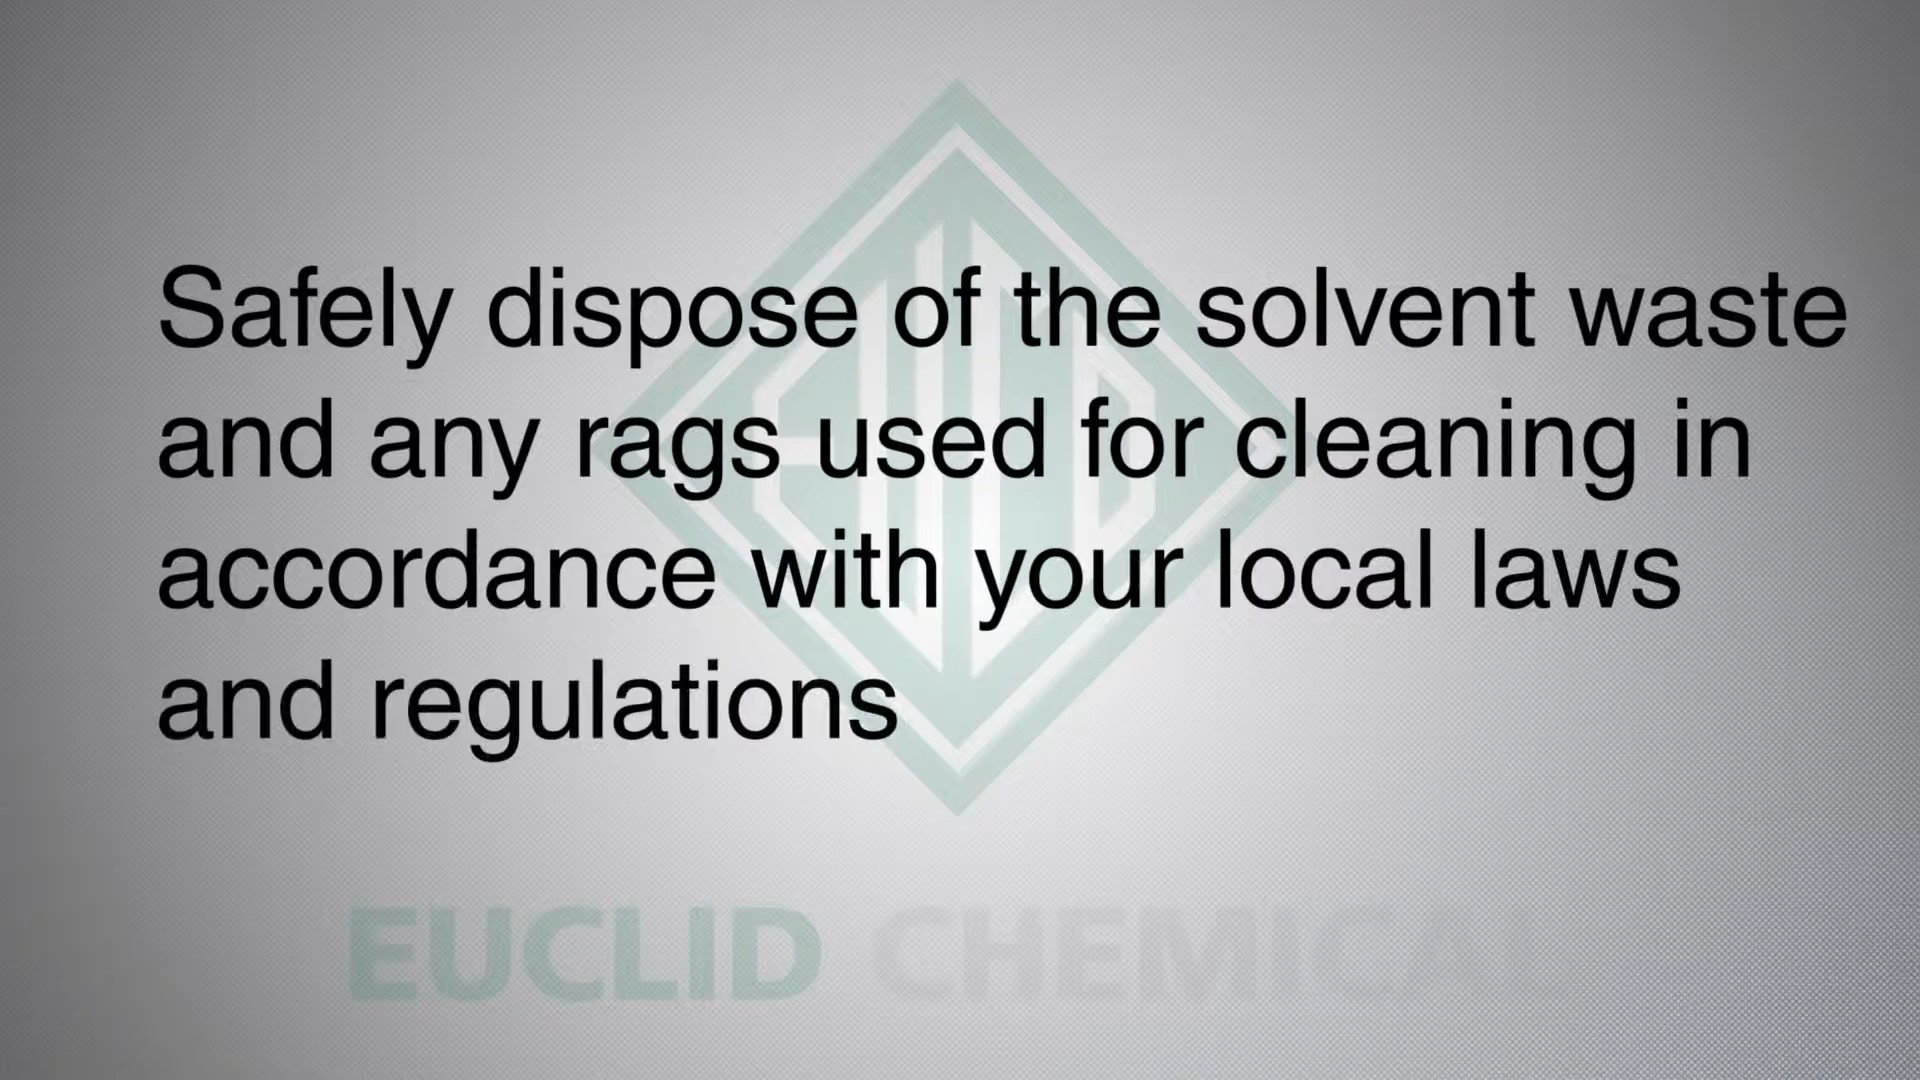 Safely dispose of the solvent waste
and any rags used for cleaning in
accordance with your local laws
and regulations
EUCLID CHEMICAL